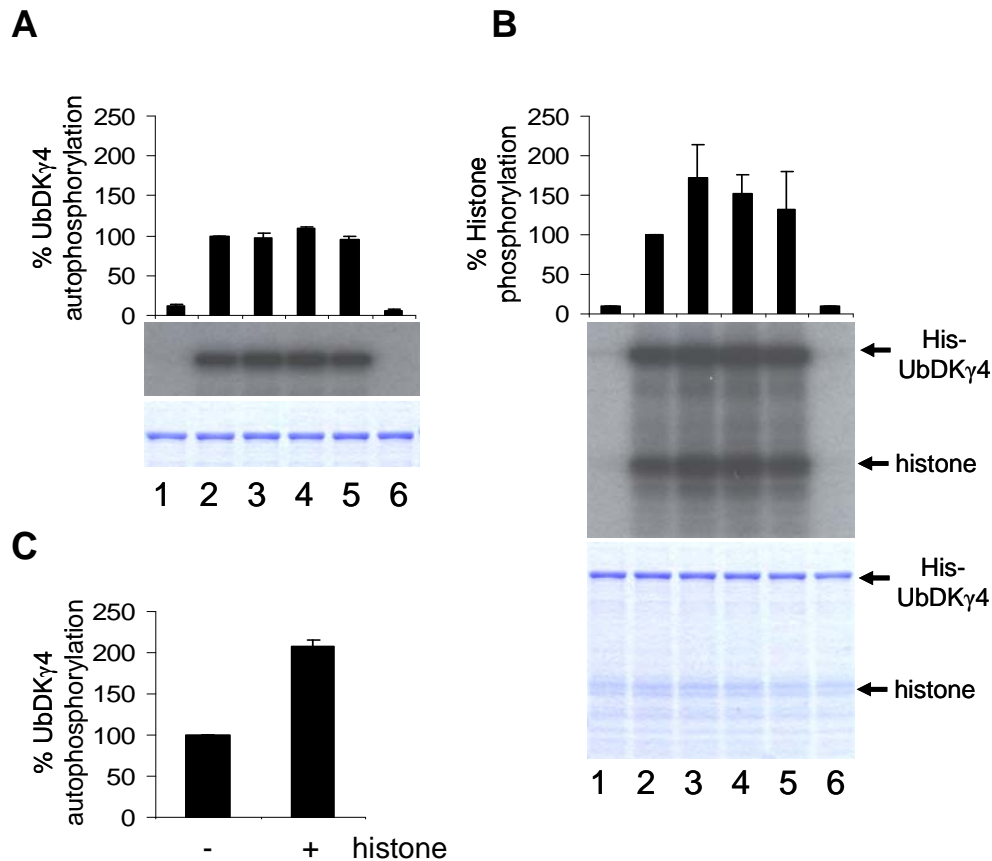 A
% UbDKγ4
autophosphorylation
250
200
150
100
50
0
1 2 3 4 5 6
B
% Histone
phosphorylation
250
200
150
100
50
0
His-
UbDKγ4
histone
His-
UbDKγ4
histone
1 2 3 4 5 6
C
% UbDKγ4
autophosphorylation
250
200
150
100
50
0
- + histone